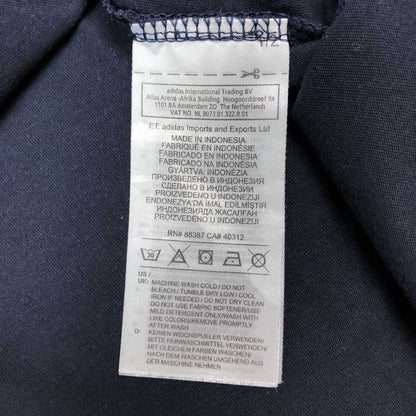 adidas International Trading BV
Atlas Arena - Afrika Building Hoogoorddreef 9a
1101 BA Amsterdam ZO The Netherlands
VAT NO. NL 8073.01.322.B.01
ET: adidas Imports and Exports Ltd
MADE IN INDONESIA
FABRIQUÉ EN INDONÉSIE
FABRICADO EN INDONESIA
FABRICADO NA INDONÉSIA
GYÁRTVA: INDONÉZIA
ПРОИЗВЕДЕНО В ИНДОНЕЗИЯ
СДЕЛАНО В ИНДОНЕЗИИ
PROIZVEDENO U INDONEZIJI
ENDONEZYA'DA İMAL EDİLMİŞTİR
ИНДОНЕЗИЯДА ЖАСАЛҒАН
PROIZVEDENO U INDONEZIJI
RN# 88387 CA# 40312
30
US /
UK: MACHINE WASH COLD / DO NOT
BLEACH / TUMBLE DRY LOW / COOL
IRON IF NEEDED / DO NOT DRY CLEAN
DO NOT USE FABRIC SOFTENER/USE
MILD DETERGENT ONLY/WASH WITH
LIKE COLORS/REMOVE PROMPTLY
AFTER WASH
D: KEINEN WEICHSPUELER VERWENDEN/
BITTE FEINWASCHMITTEL VERWENDEN/
MIT GLEICHEN FARBEN WASCHEN/
NACH DEM WASCHEN UMGEHEND AUS
DER MASCHINE NEHMEN